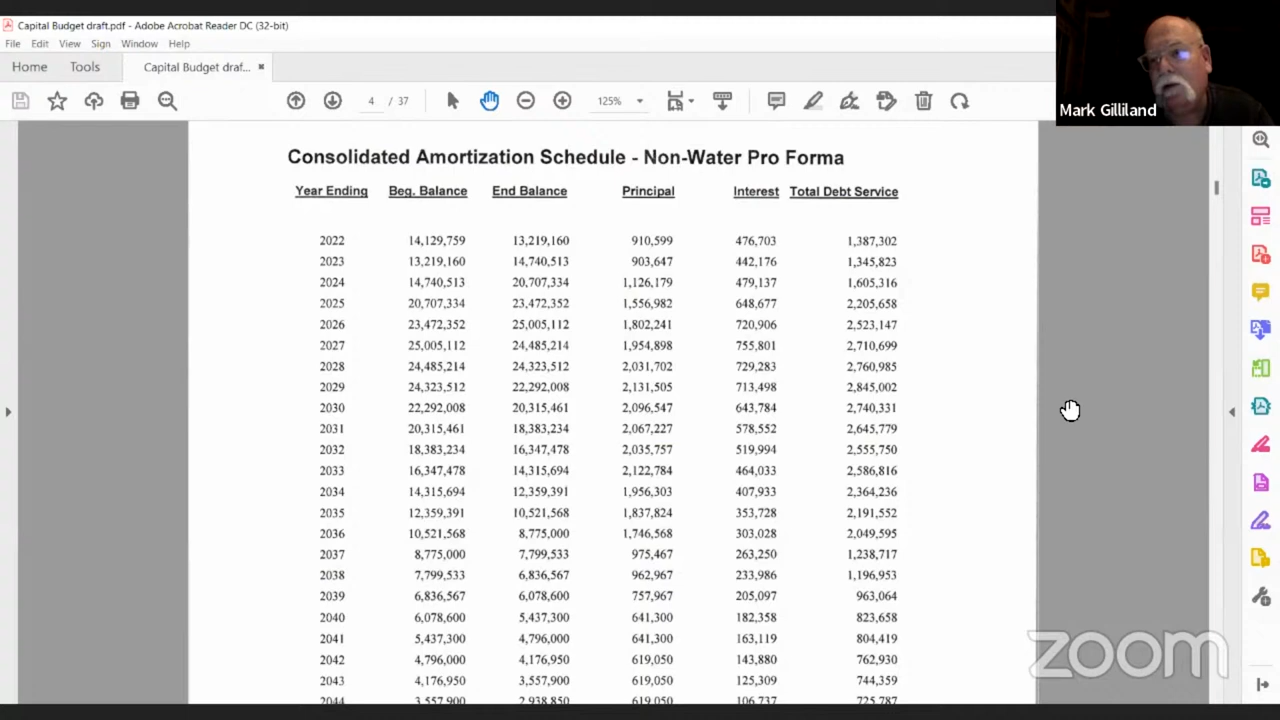 Capital Budget draft.pdf - Adobe Acrobat Reader DC (32-bit)
File Edit View Sign Window Help
Home Tools Capital Budget draf... ×
4 / 37 125%
Mark Gilliland
Consolidated Amortization Schedule - Non-Water Pro Forma
Year Ending Beg. Balance End Balance Principal Interest Total Debt Service
2022 14,129,759 13,219,160 910,599 476,703 1,387,302
2023 13,219,160 14,740,513 903,647 442,176 1,345,823
2024 14,740,513 20,707,334 1,126,179 479,137 1,605,316
2025 20,707,334 23,472,352 1,556,982 648,677 2,205,658
2026 23,472,352 25,005,112 1,802,241 720,906 2,523,147
2027 25,005,112 24,485,214 1,954,898 755,801 2,710,699
2028 24,485,214 24,323,512 2,031,702 729,283 2,760,985
2029 24,323,512 22,292,008 2,131,505 713,498 2,845,002
2030 22,292,008 20,315,461 2,096,547 643,784 2,740,331
2031 20,315,461 18,383,234 2,067,227 578,552 2,645,779
2032 18,383,234 16,347,478 2,035,757 519,994 2,555,750
2033 16,347,478 14,315,694 2,122,784 464,033 2,586,816
2034 14,315,694 12,359,391 1,956,303 407,933 2,364,236
2035 12,359,391 10,521,568 1,837,824 353,728 2,191,552
2036 10,521,568 8,775,000 1,746,568 303,028 2,049,595
2037 8,775,000 7,799,533 975,467 263,250 1,238,717
2038 7,799,533 6,836,567 962,967 233,986 1,196,953
2039 6,836,567 6,078,600 757,967 205,097 963,064
2040 6,078,600 5,437,300 641,300 182,358 823,658
2041 5,437,300 4,796,000 641,300 163,119 804,419
2042 4,796,000 4,176,950 619,050 143,880 762,930
2043 4,176,950 3,557,900 619,050 125,309 744,359
2044 3,557,900 2,938,850 619,050 106,737 725,787
zoom